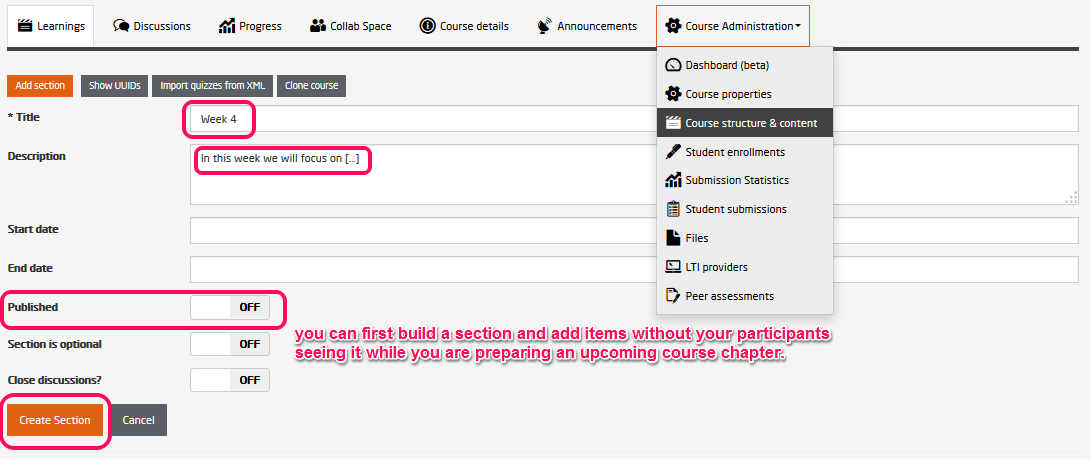 Learnings Discussions Progress Collab Space Course details Announcements Course Administration
Dashboard (beta)
Course properties
Course structure & content
Student enrollments
Submission Statistics
Student submissions
Files
LTI providers
Peer assessments
Add section Show UUIDs Import quizzes from XML Clone course
* Title Week 4
Description In this week we will focus on [...]
Start date
End date
Published OFF
you can first build a section and add items without your participants
seeing it while you are preparing an upcoming course chapter.
Section is optional OFF
Close discussions? OFF
Create Section Cancel